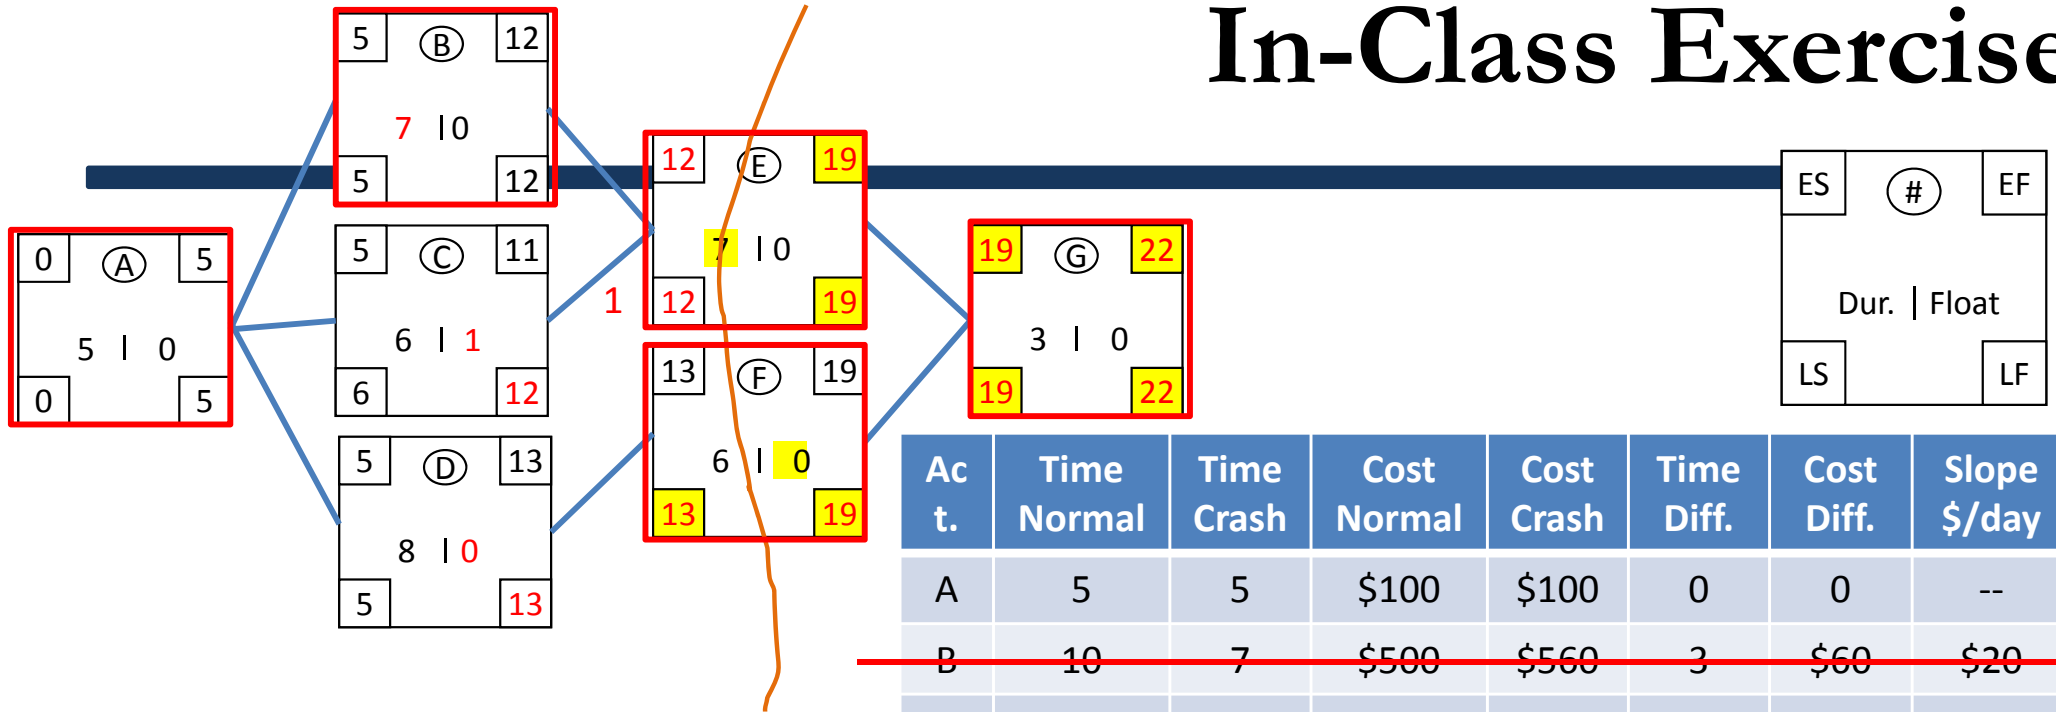 In-Class Exercise
5 B 12
7 | 0
5 12
0 A 5
5 | 0
0 5
5 C 11
6 | 1
6 12
5 D 13
8 | 0
5 13
1
12 E 19
7 | 0
12 19
13 F 19
6 | 0
13 19
19 G 22
3 | 0
19 22
ES # EF
Dur. | Float
LS LF
Ac
t. Time
Normal Time
Crash Cost
Normal Cost
Crash Time
Diff. Cost
Diff. Slope
$/day
A 5 5 $100 $100 0 0 --
B 10 7 $500 $560 3 $60 $20